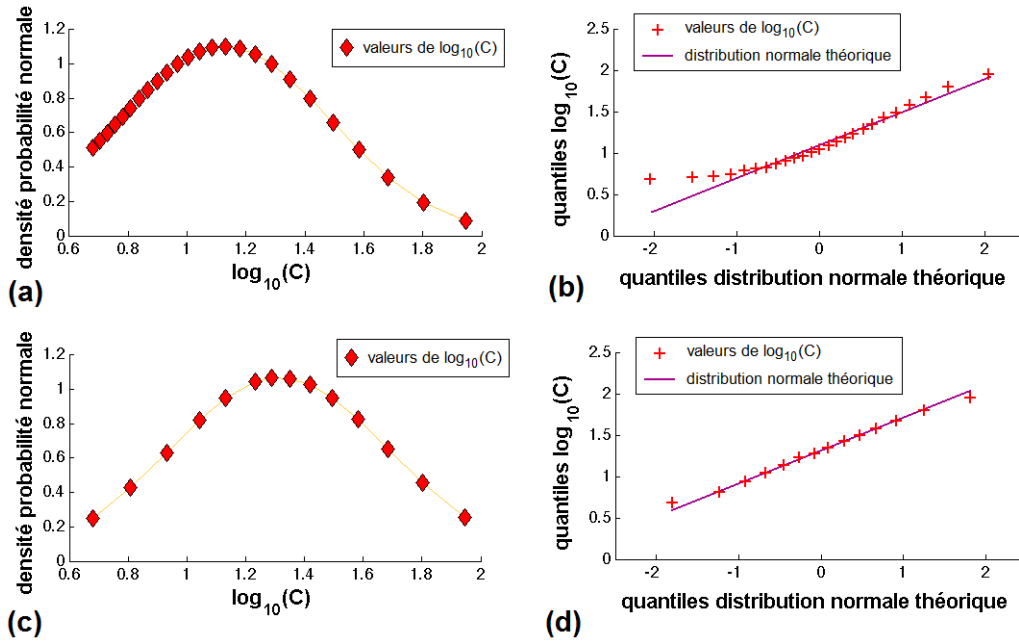 densité probabilité normale
1.2
1
0.8
0.6
0.4
0.2
0
0.6
0.8
1
1.2
1.4
1.6
1.8
2
log10(C)
valeurs de log10(C)
(a)
quantiles log10(C)
2.5
2
1.5
1
0.5
0
-2
-1
0
1
2
quantiles distribution normale théorique
valeurs de log10(C)
distribution normale théorique
(b)
densité probabilité normale
1.2
1
0.8
0.6
0.4
0.2
0
0.6
0.8
1
1.2
1.4
1.6
1.8
2
log10(C)
valeurs de log10(C)
(c)
quantiles log10(C)
2.5
2
1.5
1
0.5
0
-2
-1
0
1
2
quantiles distribution normale théorique
valeurs de log10(C)
distribution normale théorique
(d)